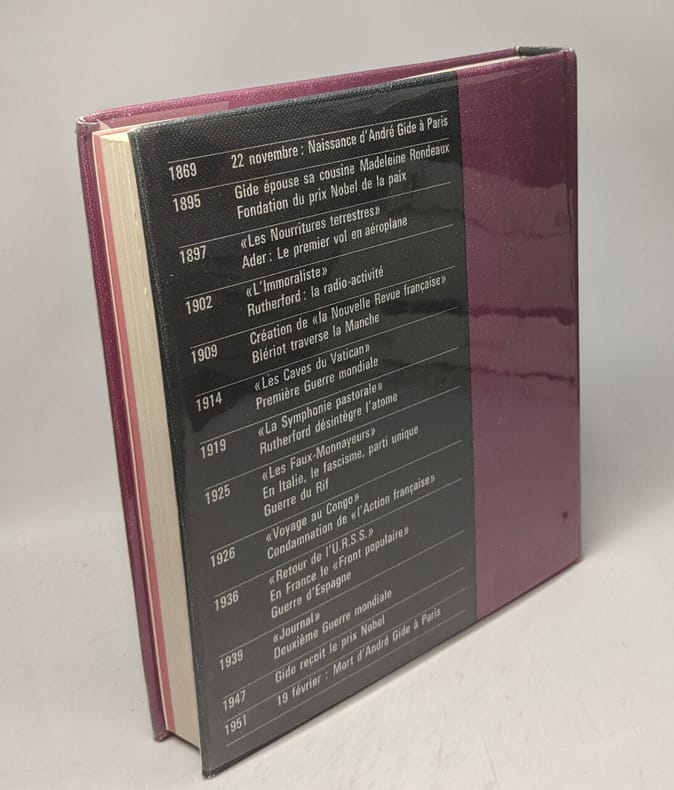 1869 22 novembre : Naissance d'André Gide à Paris
1895 Gide épouse sa cousine Madeleine Rondeaux
Fondation du prix Nobel de la paix
1897 «Les Nourritures terrestres»
Ader : Le premier vol en aéroplane
1902 «L'Immoraliste»
Rutherford : la radio-activité
1909 Création de «la Nouvelle Revue française»
Blériot traverse la Manche
1914 «Les Caves du Vatican»
Première Guerre mondiale
1919 «La Symphonie pastorale»
Rutherford désintègre l'atome
1925 «Les Faux-Monnayeurs»
En Italie, le fascisme, parti unique
Guerre du Rif
1926 «Voyage au Congo»
Condamnation de «l'Action française»
1936 «Retour de l'U.R.S.S.»
En France le «Front populaire»
Guerre d'Espagne
1939 «Journal»
Deuxième Guerre mondiale
1947 Gide reçoit le prix Nobel
1951 19 février : Mort d'André Gide à Paris